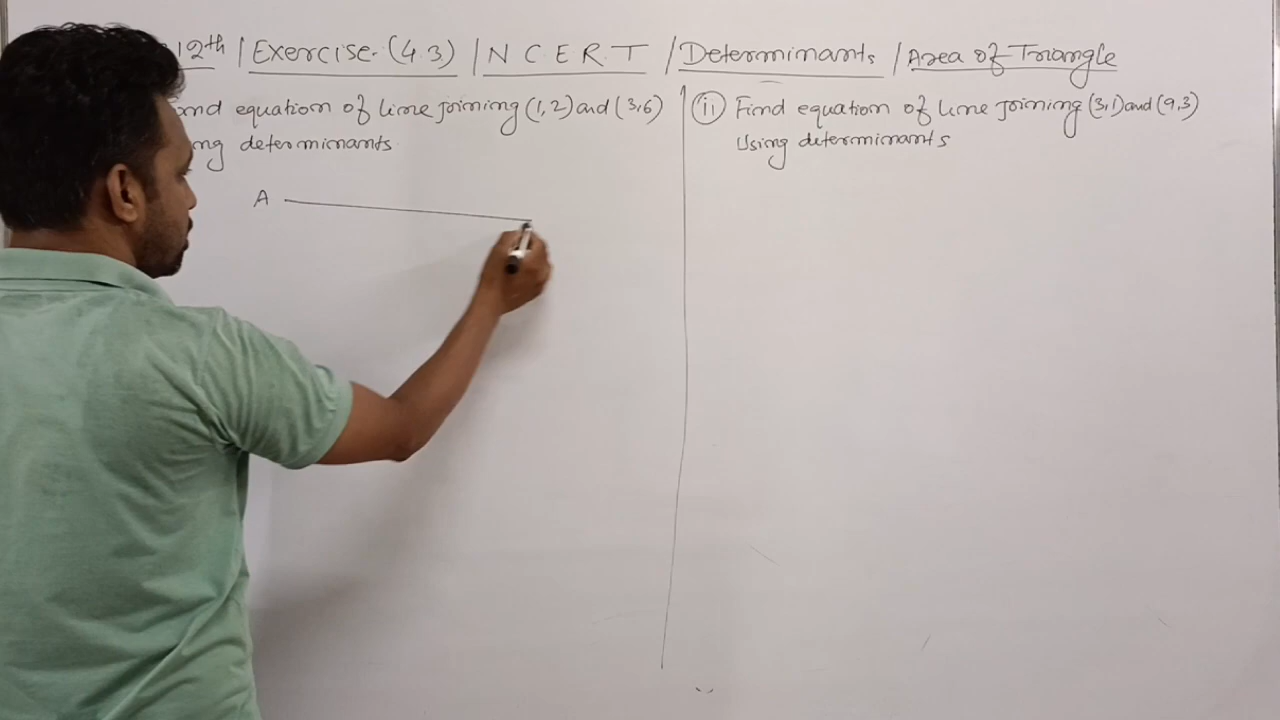 12th / Exercise. (4.3) / N C E R T / Determinants / Area of Triangle
and equation of line joining (1, 2) and (3, 6)
ng determinants
A
(ii) Find equation of line joining (3, 1) and (9, 3)
Using determinants